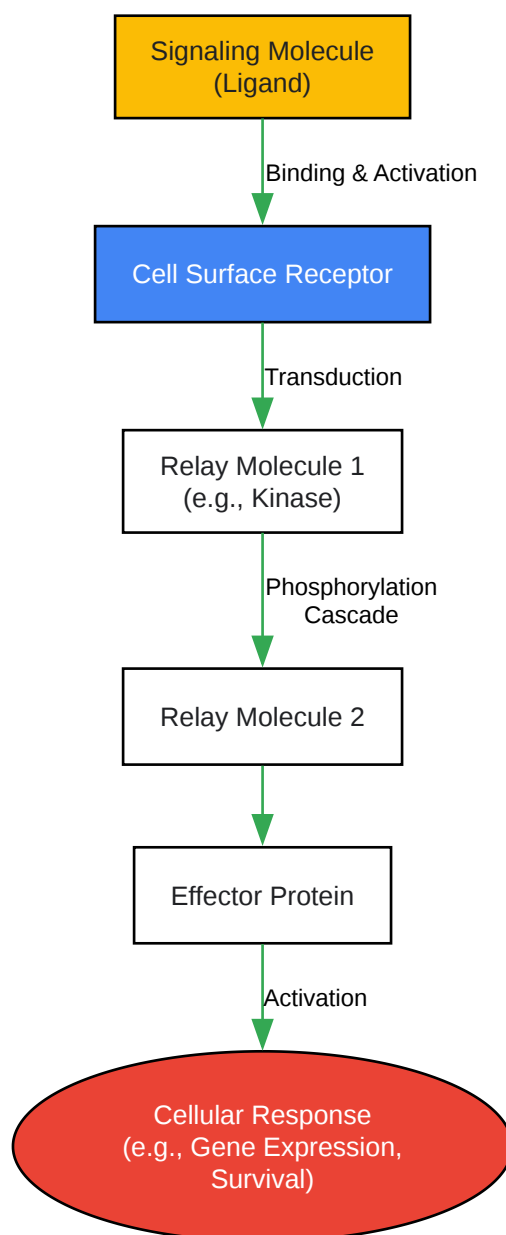 Signaling Molecule
(Ligand)
Binding & Activation
Cell Surface Receptor
Transduction
Relay Molecule 1
(e.g., Kinase)
Phosphorylation
Cascade
Relay Molecule 2
Effector Protein
Activation
Cellular Response
(e.g., Gene Expression,
Survival)